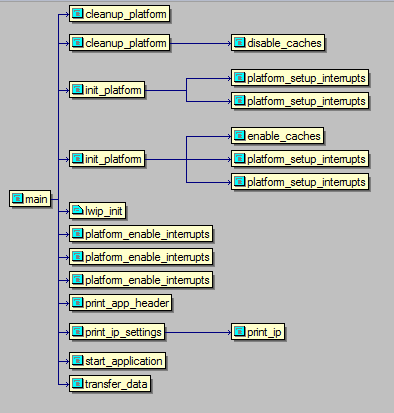 cleanup_platform
cleanup_platform
disable_caches
init_platform
platform_setup_interrupts
platform_setup_interrupts
init_platform
enable_caches
platform_setup_interrupts
platform_setup_interrupts
main
lwip_init
platform_enable_interrupts
platform_enable_interrupts
platform_enable_interrupts
print_app_header
print_ip_settings
print_ip
start_application
transfer_data